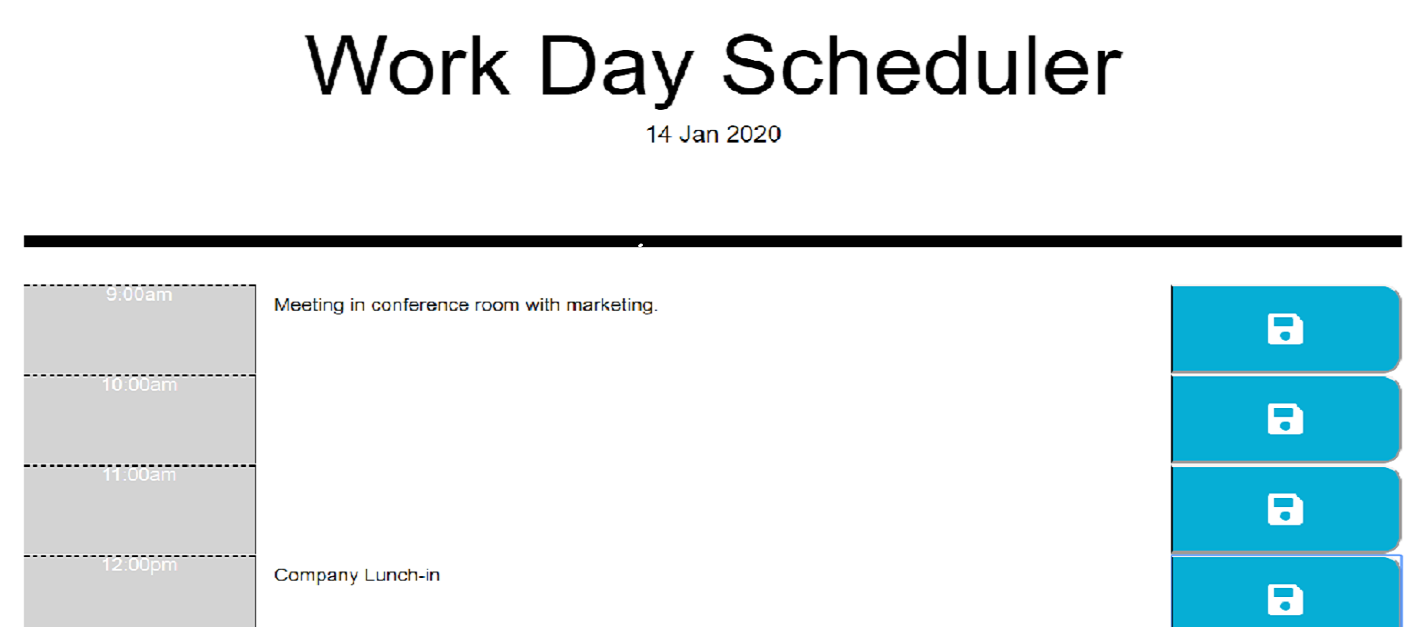 Work Day Scheduler
14 Jan 2020
9:00am
Meeting in conference room with marketing.
10:00am
11:00am
12:00pm
Company Lunch-in